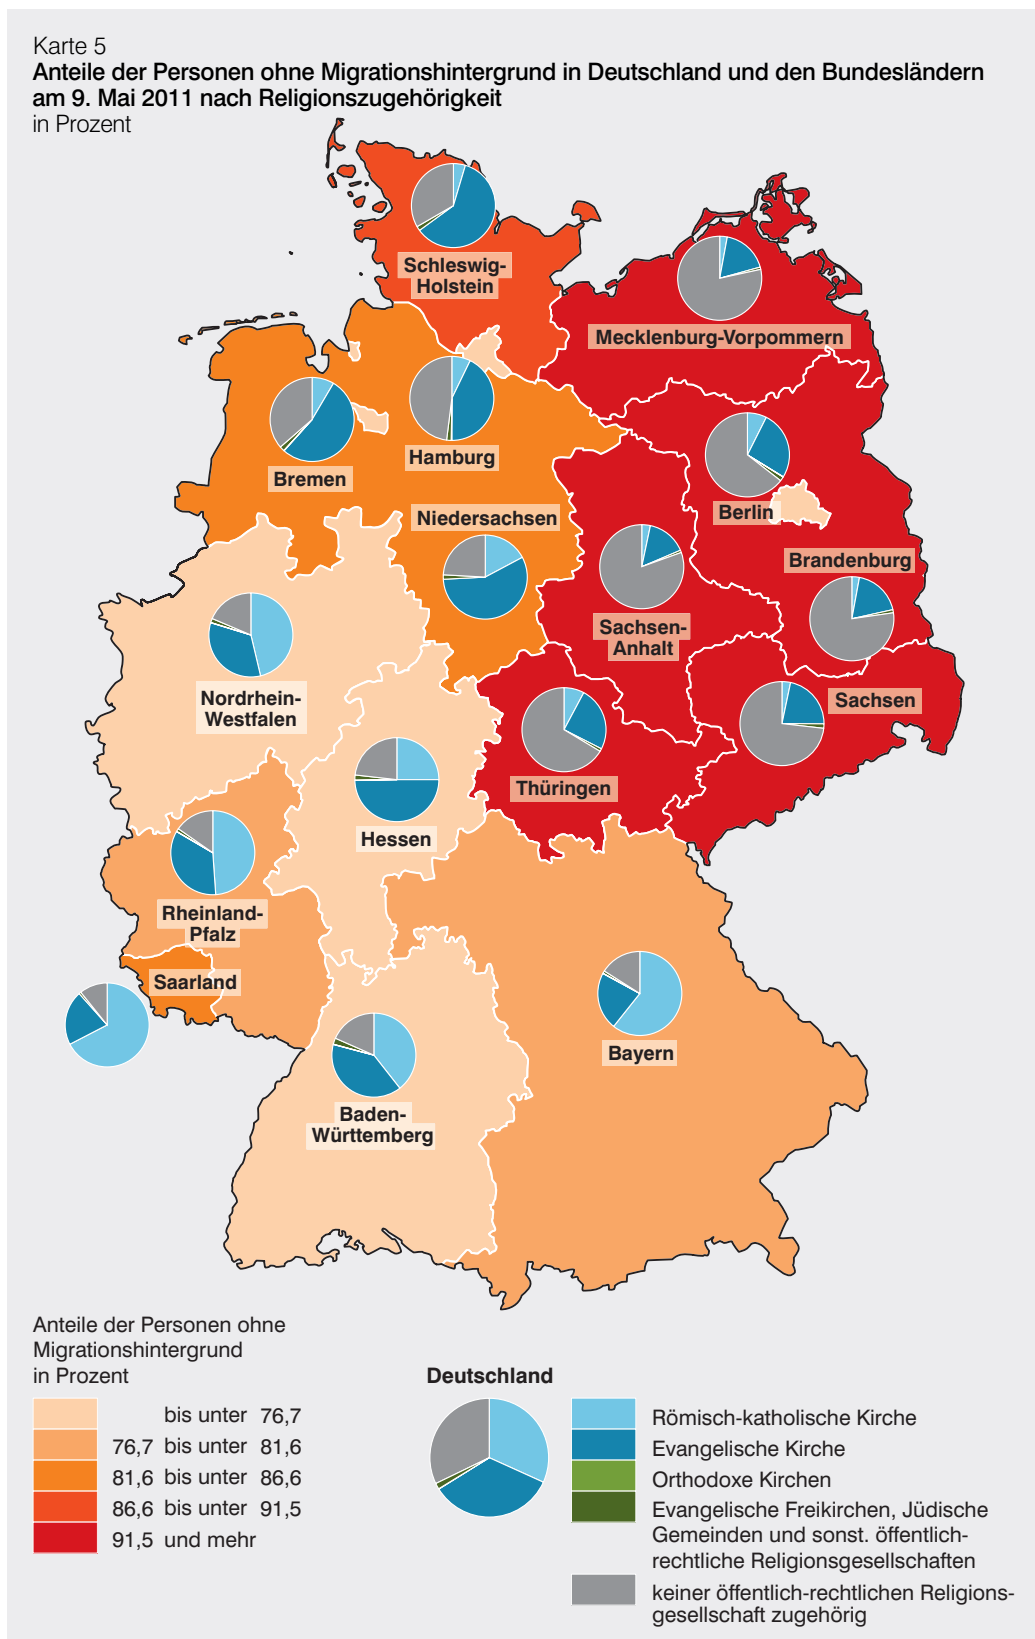 Karte 5
Anteile der Personen ohne Migrationshintergrund in Deutschland und den Bundesländern
am 9. Mai 2011 nach Religionszugehörigkeit
in Prozent
Schleswig-
Holstein
Mecklenburg-Vorpommern
Hamburg
Bremen
Berlin
Niedersachsen
Brandenburg
Sachsen-
Anhalt
Nordrhein-
Westfalen
Sachsen
Thüringen
Hessen
Rheinland-
Pfalz
Saarland
Bayern
Baden-
Württemberg
Anteile der Personen ohne
Migrationshintergrund
in Prozent
bis unter 76,7
76,7 bis unter 81,6
81,6 bis unter 86,6
86,6 bis unter 91,5
91,5 und mehr
Deutschland
Römisch-katholische Kirche
Evangelische Kirche
Orthodoxe Kirchen
Evangelische Freikirchen, Jüdische
Gemeinden und sonst. öffentlich-
rechtliche Religionsgesellschaften
keiner öffentlich-rechtlichen Religions-
gesellschaft zugehörig